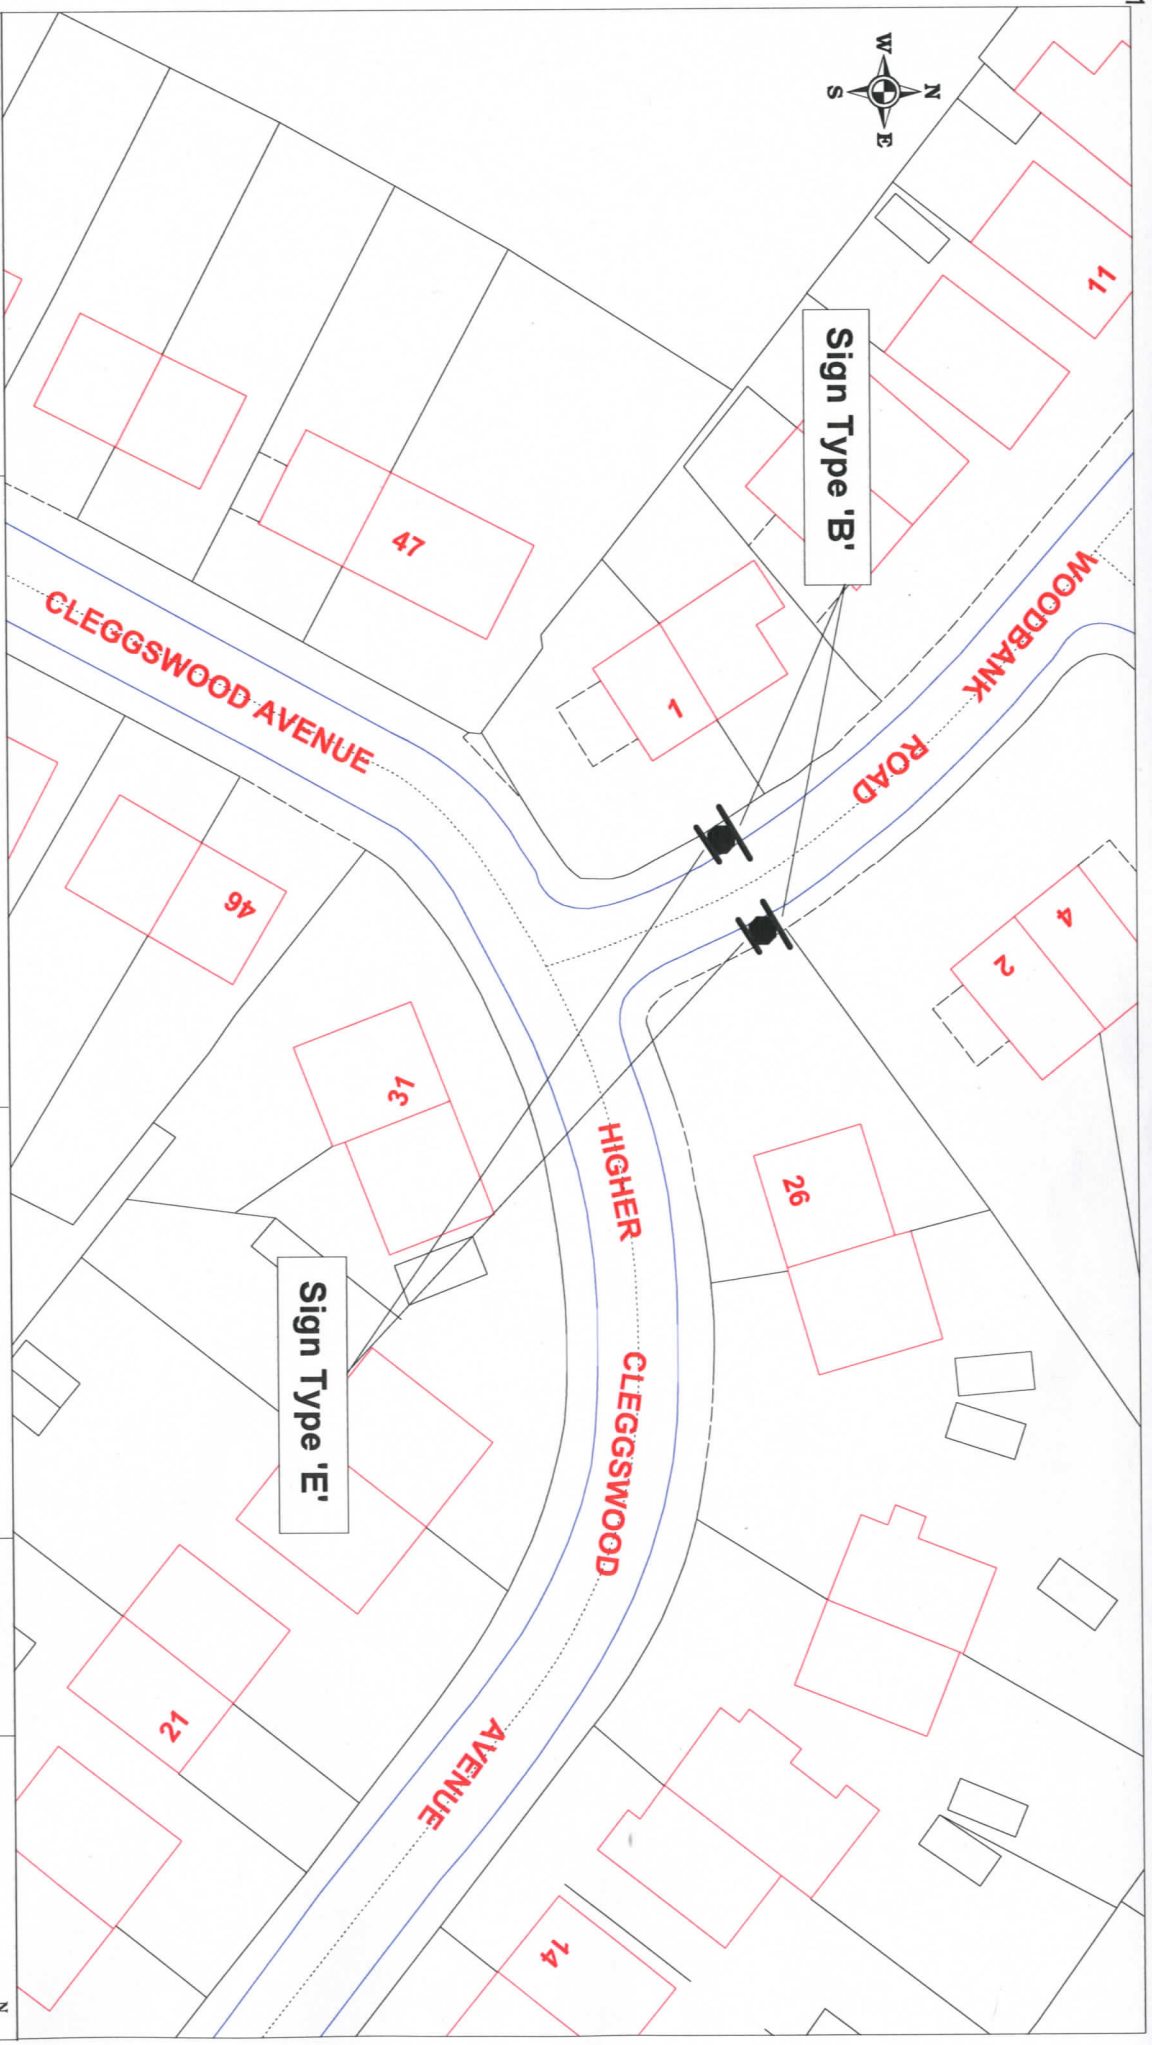 WOODBANK
ROAD
11
Sign Type 'B'
4
2
1
47
26
CLEGGSWOOD AVENUE
HIGHER
CLEGGSWOOD
AVENUE
31
46
Sign Type 'E'
14
21
N
E
S
W
N
1